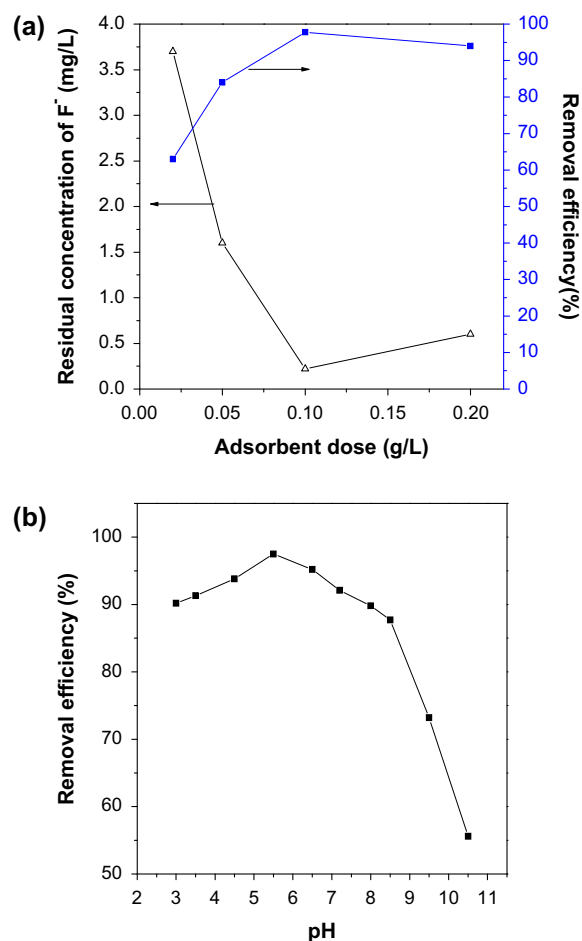 (a)
4.0
3.5
3.0
2.5
2.0
1.5
1.0
0.5
0.0
Residual concentration of F⁻ (mg/L)
100
90
80
70
60
50
40
30
20
10
0
Removal efficiency(%)
0.00 0.05 0.10 0.15 0.20
Adsorbent dose (g/L)
(b)
100
90
80
70
60
50
Removal efficiency (%)
2 3 4 5 6 7 8 9 10 11
pH